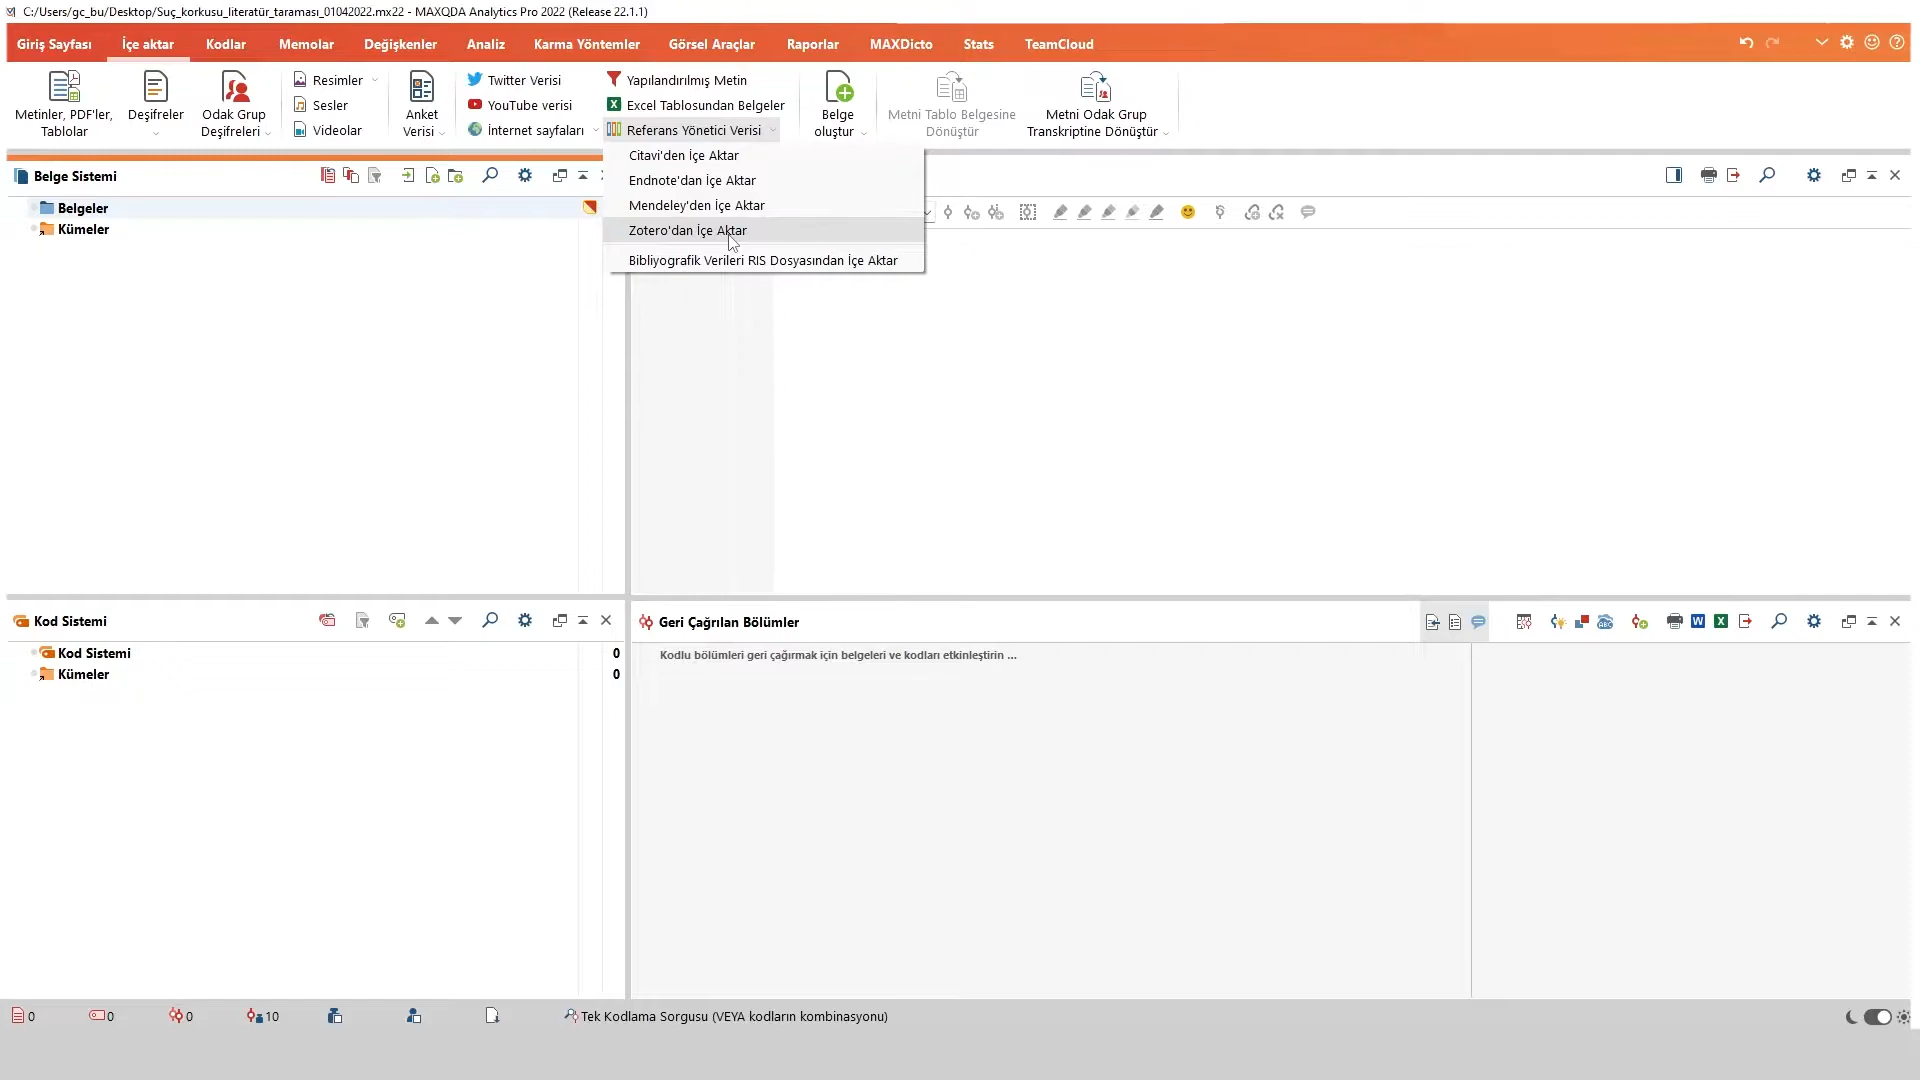 C:/Users/gc_bu/Desktop/Suç_korkusu_literatür_taraması_01042022.mx22 - MAXQDA Analytics Pro 2022 (Release 22.1.1)
Giriş Sayfası İçe aktar Kodlar Memolar Değişkenler Analiz Karma Yöntemler Görsel Araçlar Raporlar MAXDicto Stats TeamCloud
Metinler, PDF'ler, Tablolar
Deşifreler
Odak Grup Deşifreleri
Resimler
Sesler
Videolar
Anket Verisi
Twitter Verisi
YouTube verisi
İnternet sayfaları
Yapılandırılmış Metin
Excel Tablosundan Belgeler
Referans Yönetici Verisi
Belge oluştur
Metni Tablo Belgesine Dönüştür
Metni Odak Grup Transkriptine Dönüştür
Citavi'den İçe Aktar
Endnote'dan İçe Aktar
Mendeley'den İçe Aktar
Zotero'dan İçe Aktar
Bibliyografik Verileri RIS Dosyasından İçe Aktar
Belge Sistemi
Belgeler
Kümeler
Kod Sistemi
Kod Sistemi 0
Kümeler 0
Geri Çağrılan Bölümler
Kodlu bölümleri geri çağırmak için belgeleri ve kodları etkinleştirin ...
0 0 0 10 Tek Kodlama Sorgusu (VEYA kodların kombinasyonu)